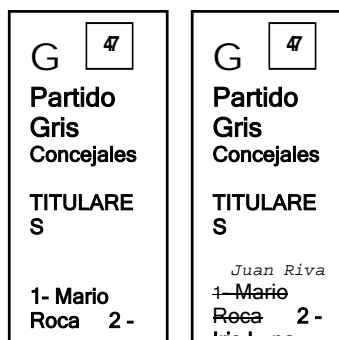 G 47
Partido
Gris
Concejales
TITULARE
S
1- Mario
Roca 2 -
G 47
Partido
Gris
Concejales
TITULARE
S
Juan Riva
1- Mario
Roca 2 -